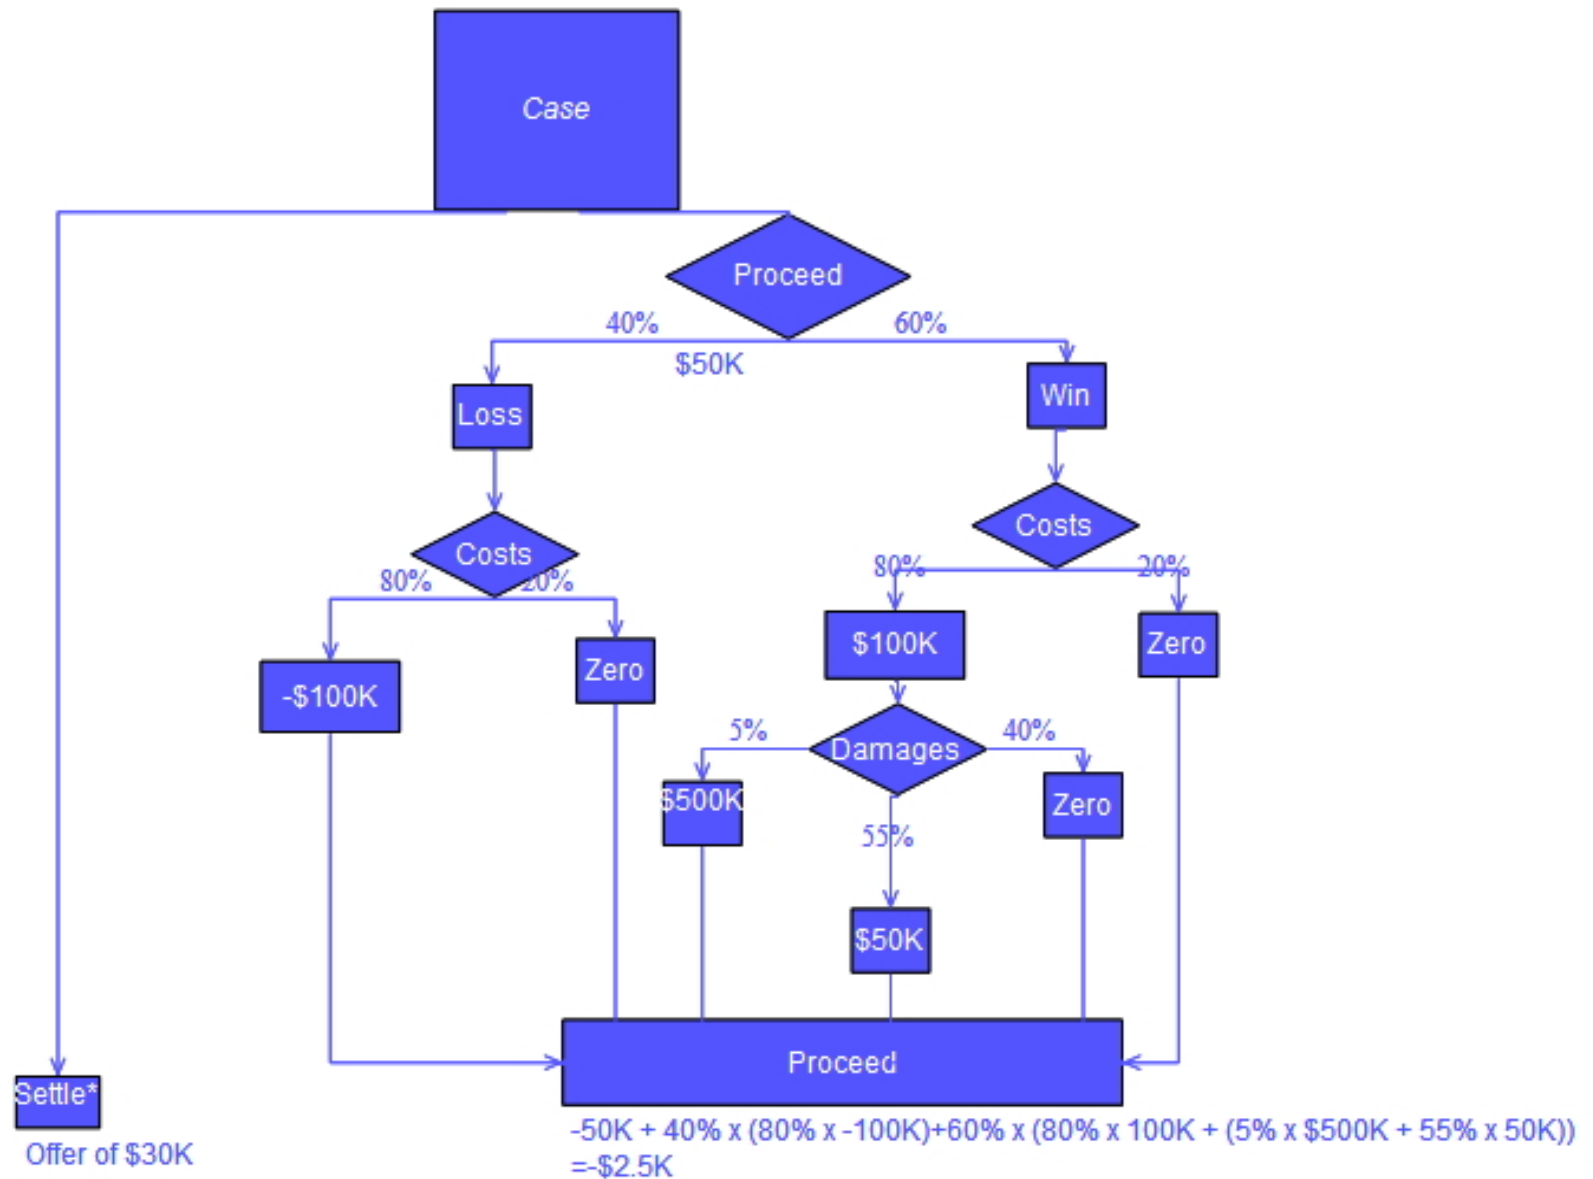 Case
Proceed
40%
60%
$50K
Loss
Win
Costs
Costs
80%
20%
80%
20%
-$100K
Zero
$100K
Zero
5%
Damages
40%
$500K
Zero
55%
$50K
Proceed
Settle*
Offer of $30K
-50K + 40% x (80% x -100K)+60% x (80% x 100K + (5% x $500K + 55% x 50K))
=-$2.5K